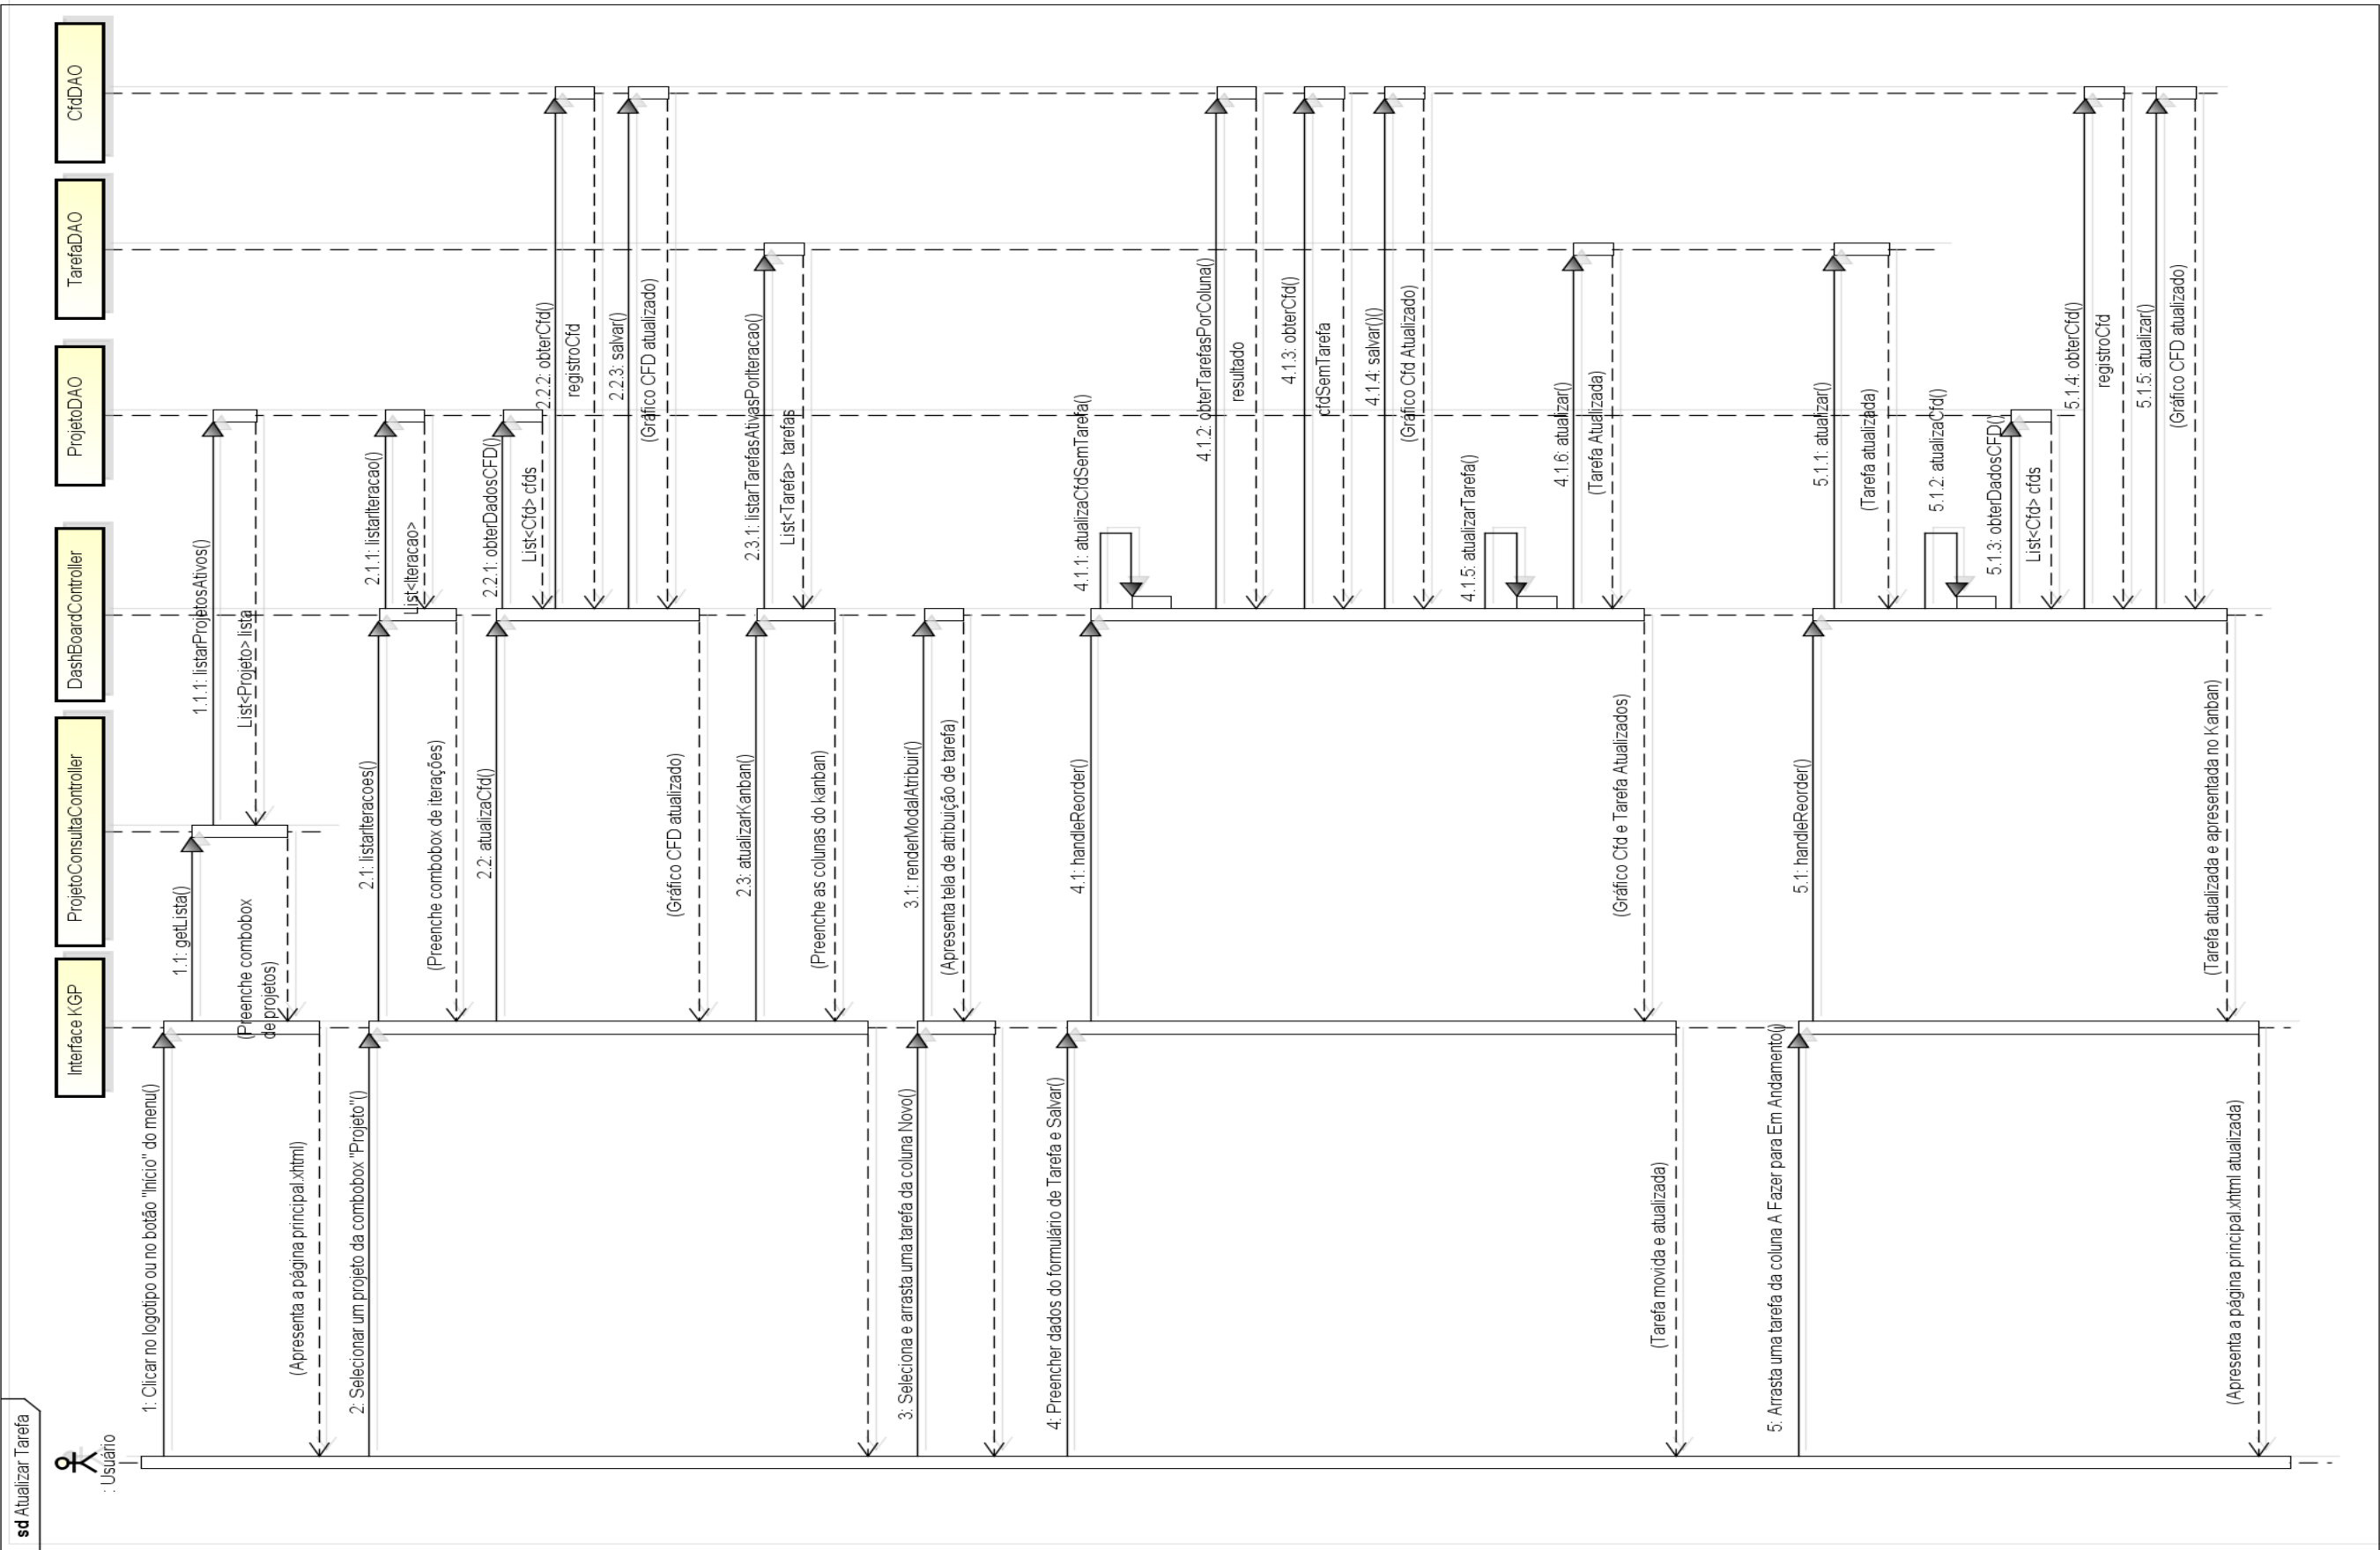 sd Atualizar Tarefa
: Usuário
Interface KGP
ProjetoConsultaController
DashBoardController
ProjetoDAO
TarefaDAO
CfdDAO
1: Clicar no logotipo ou no botão "Início" do menu()
1.1: getLista()
1.1.1: listarProjetosAtivos()
List<Projeto> lista
(Preenche combobox
de projetos)
(Apresenta a página principal.xhtml)
2: Selecionar um projeto da combobox "Projeto"()
2.1: listarIteracoes()
2.1.1: listarIteracao()
List<Iteracao>
(Preenche combobox de iterações)
2.2: atualizaCfd()
2.2.1: obterDadosCFD()
List<Cfd> cfds
2.2.2: obterCfd()
registroCfd
2.2.3: salvar()
(Gráfico CFD atualizado)
(Gráfico CFD atualizado)
2.3: atualizarKanban()
2.3.1: listarTarefasAtivasPorIteracao()
List<Tarefa> tarefas
(Preenche as colunas do kanban)
3: Seleciona e arrasta uma tarefa da coluna Novo()
3.1: renderModalAtribuir()
(Apresenta tela de atribuição de tarefa)
4: Preencher dados do formulário de Tarefa e Salvar()
4.1: handleReorder()
4.1.1: atualizaCfdSemTarefa()
4.1.2: obterTarefasPorColuna()
resultado
4.1.3: obterCfd()
cfdSemTarefa
4.1.4: salvar()()
(Gráfico Cfd Atualizado)
4.1.5: atualizarTarefa()
4.1.6: atualizar()
(Tarefa Atualizada)
(Gráfico Cfd e Tarefa Atualizados)
(Tarefa movida e atualizada)
5: Arrasta uma tarefa da coluna A Fazer para Em Andamento()
5.1: handleReorder()
5.1.1: atualizar()
(Tarefa atualizada)
5.1.2: atualizaCfd()
5.1.3: obterDadosCFD()
List<Cfd> cfds
5.1.4: obterCfd()
registroCfd
5.1.5: atualizar()
(Gráfico CFD atualizado)
(Tarefa atualizada e apresentada no Kanban)
(Apresenta a página principal.xhtml atualizada)